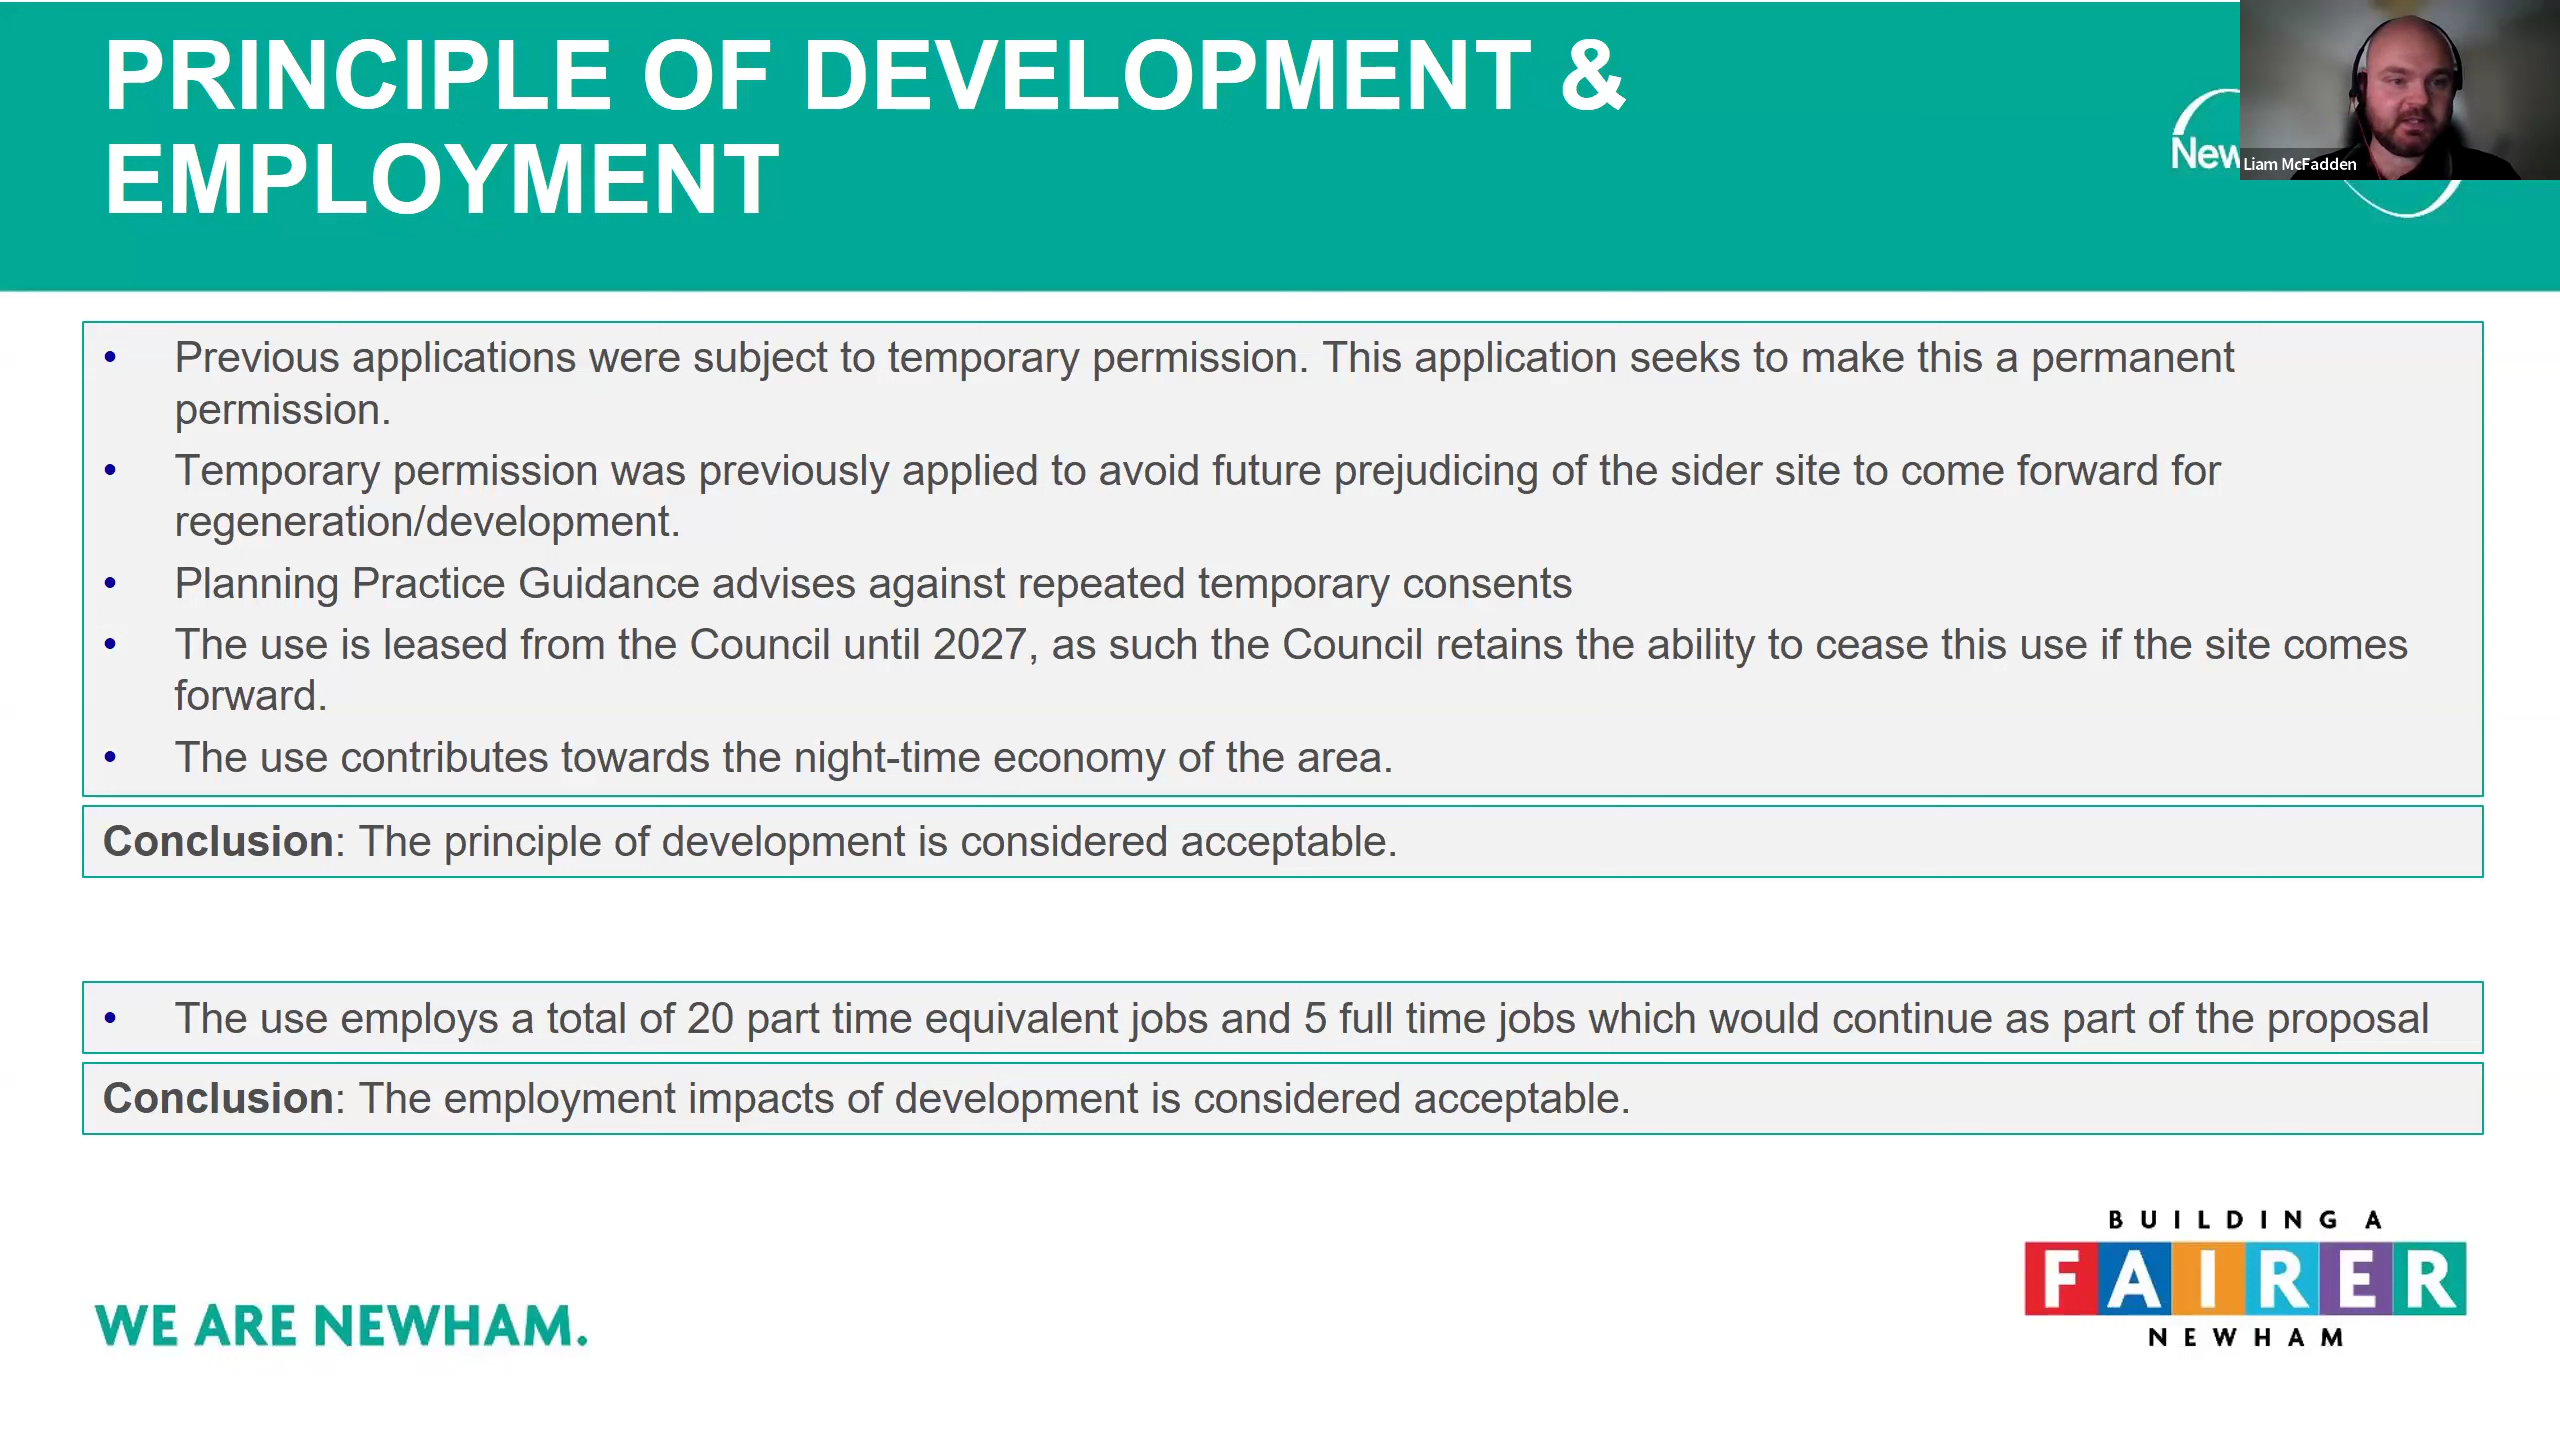 PRINCIPLE OF DEVELOPMENT &
EMPLOYMENT
New
Liam McFadden
• Previous applications were subject to temporary permission. This application seeks to make this a permanent
permission.
• Temporary permission was previously applied to avoid future prejudicing of the sider site to come forward for
regeneration/development.
• Planning Practice Guidance advises against repeated temporary consents
• The use is leased from the Council until 2027, as such the Council retains the ability to cease this use if the site comes
forward.
• The use contributes towards the night-time economy of the area.
Conclusion: The principle of development is considered acceptable.
• The use employs a total of 20 part time equivalent jobs and 5 full time jobs which would continue as part of the proposal
Conclusion: The employment impacts of development is considered acceptable.
WE ARE NEWHAM.
BUILDING A
FAIRER
NEWHAM